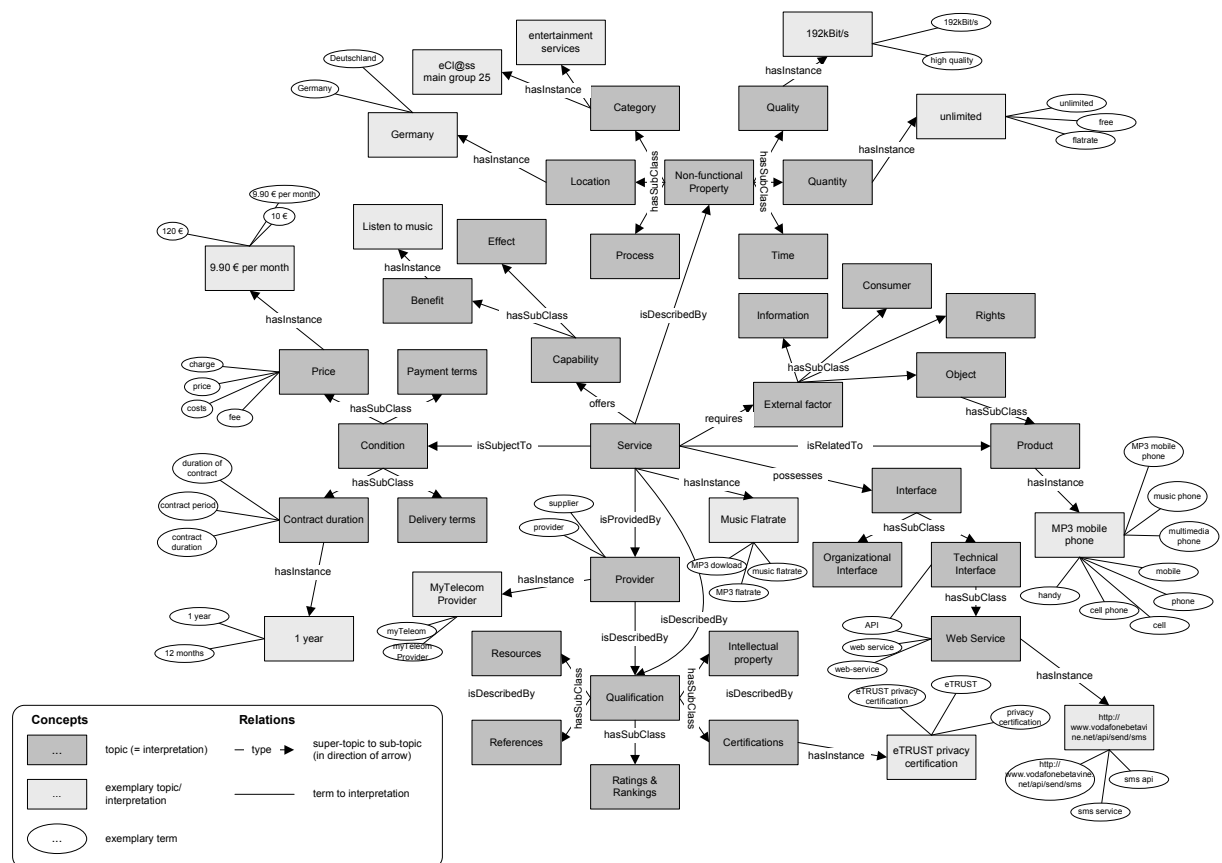 entertainment
services
192kBit/s
192kBit/s
high quality
eCl@ss
main group 25
Deutschland
Germany
hasInstance
hasInstance
Category
Quality
unlimited
unlimited
free
flatrate
Germany
hasInstance
hasInstance
hasSubClass
hasSubClass
Location
Non-functional
Property
Quantity
9.90 € per month
10 €
120 €
Listen to music
Effect
Process
Time
9.90 € per month
hasInstance
Benefit
Consumer
Information
Rights
hasInstance
hasSubClass
isDescribedBy
charge
price
costs
fee
Price
Payment terms
Capability
hasSubClass
Object
hasSubClass
offers
requires
External factor
hasSubClass
Condition
isSubjectTo
Service
isRelatedTo
Product
duration of
contract
contract period
contract
duration
hasSubClass
possesses
hasInstance
hasInstance
Interface
MP3 mobile
phone
music phone
multimedia
phone
mobile
phone
cell
cell phone
handy
Contract duration
Delivery terms
supplier
provider
isProvidedBy
Music Flatrate
hasSubClass
MP3 mobile
phone
MP3 dowload
music flatrate
MP3 flatrate
Organizational
Interface
Technical
Interface
hasInstance
hasInstance
MyTelecom
Provider
Provider
hasSubClass
1 year
12 months
1 year
myTeleom
myTelecom
Provider
isDescribedBy
isDescribedBy
API
web service
web-service
Web Service
Resources
Intellectual
property
hasInstance
isDescribedBy
hasSubClass
Qualification
hasSubClass
isDescribedBy
eTRUST privacy
certification
eTRUST
privacy
certification
http://
www.vodafonebetavi
ne.net/api/send/sms
References
hasSubClass
Certifications
hasInstance
eTRUST privacy
certification
http://
www.vodafonebetavine.
net/api/send/sms
sms api
sms service
Ratings &
Rankings
Concepts
Relations
...
topic (= interpretation)
type
super-topic to sub-topic
(in direction of arrow)
...
exemplary topic/
interpretation
term to interpretation
...
exemplary term